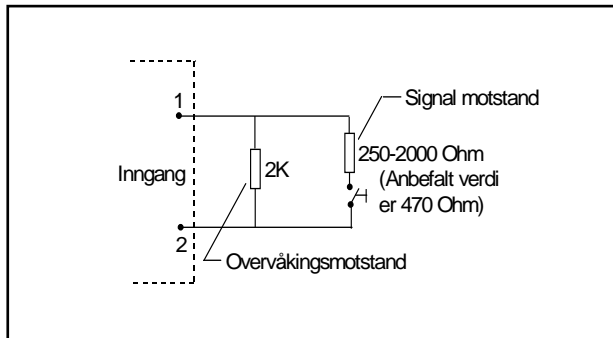 1
Signal motstand
2K
250-2000 Ohm
(Anbefalt verdi
er 470 Ohm)
Inngang
2
Overvåkingsmotstand